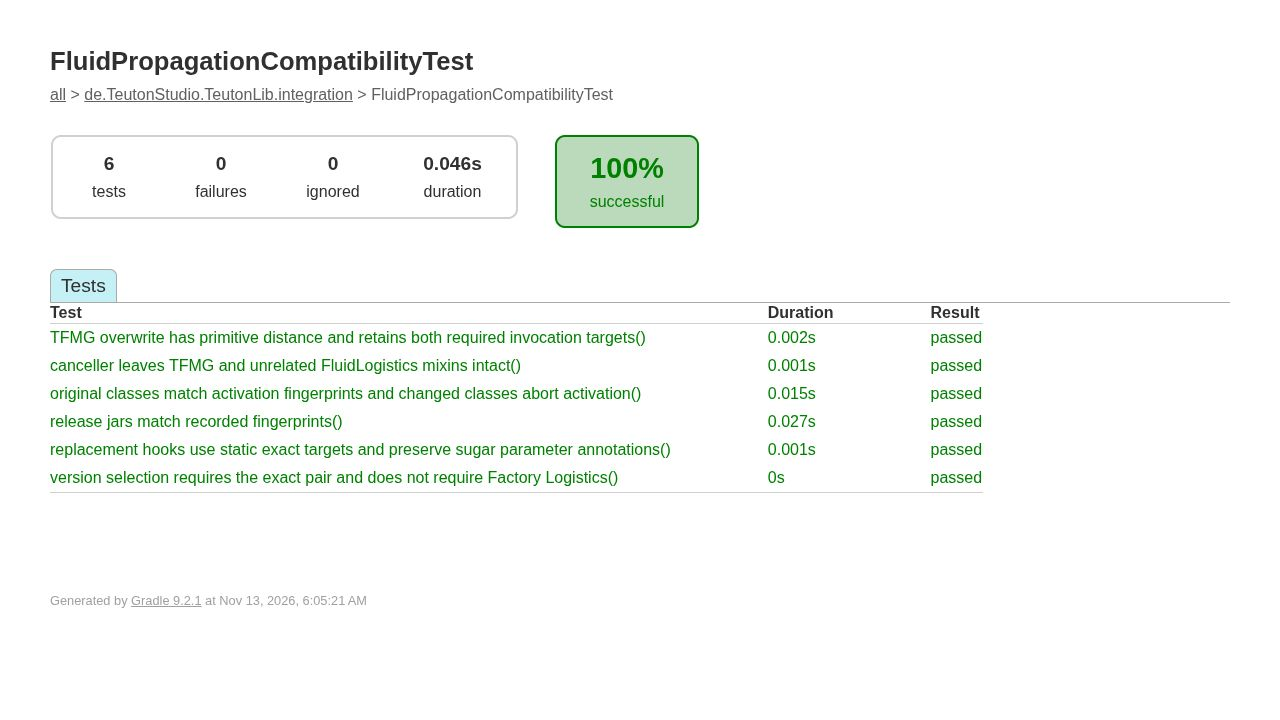 FluidPropagationCompatibilityTest
all > de.TeutonStudio.TeutonLib.integration > FluidPropagationCompatibilityTest
6 0 0 0.046s 100%
tests failures ignored duration successful
Tests
Test Duration Result
TFMG overwrite has primitive distance and retains both required invocation targets() 0.002s passed
canceller leaves TFMG and unrelated FluidLogistics mixins intact() 0.001s passed
original classes match activation fingerprints and changed classes abort activation() 0.015s passed
release jars match recorded fingerprints() 0.027s passed
replacement hooks use static exact targets and preserve sugar parameter annotations() 0.001s passed
version selection requires the exact pair and does not require Factory Logistics() 0s passed
Generated by Gradle 9.2.1 at Nov 13, 2026, 6:05:21 AM